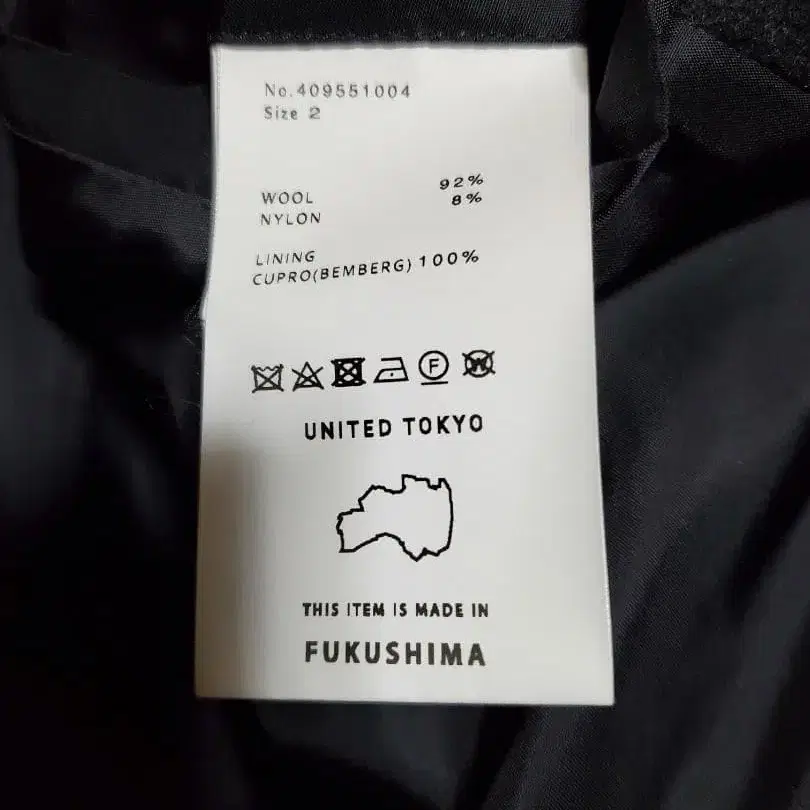 No.409551004
Size 2
WOOL 92%
NYLON 8%
LINING
CUPRO(BEMBERG) 100%
F W
UNITED TOKYO
THIS ITEM IS MADE IN
FUKUSHIMA